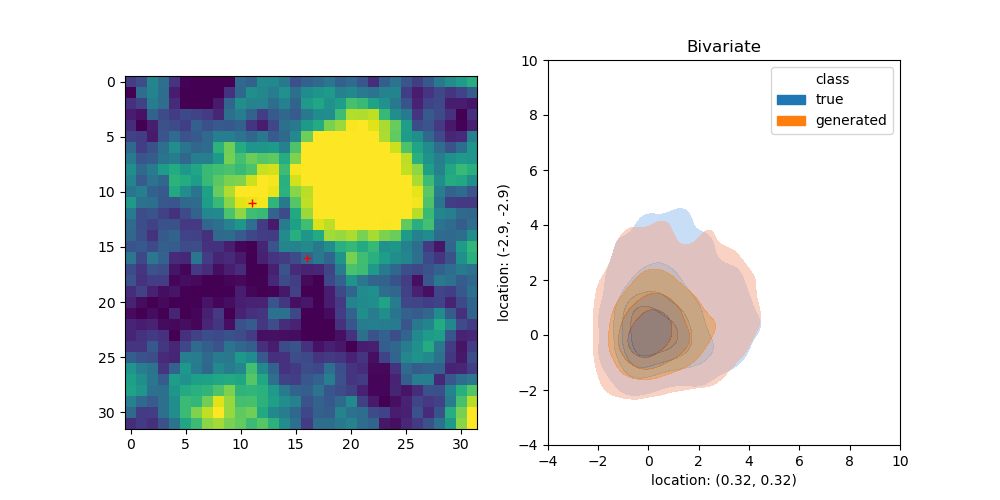 Bivariate
class
true
generated
location: (-2.9, -2.9)
10
8
6
4
2
0
−2
−4
−4 −2 0 2 4 6 8 10
location: (0.32, 0.32)
0
5
10
15
20
25
30
0 5 10 15 20 25 30